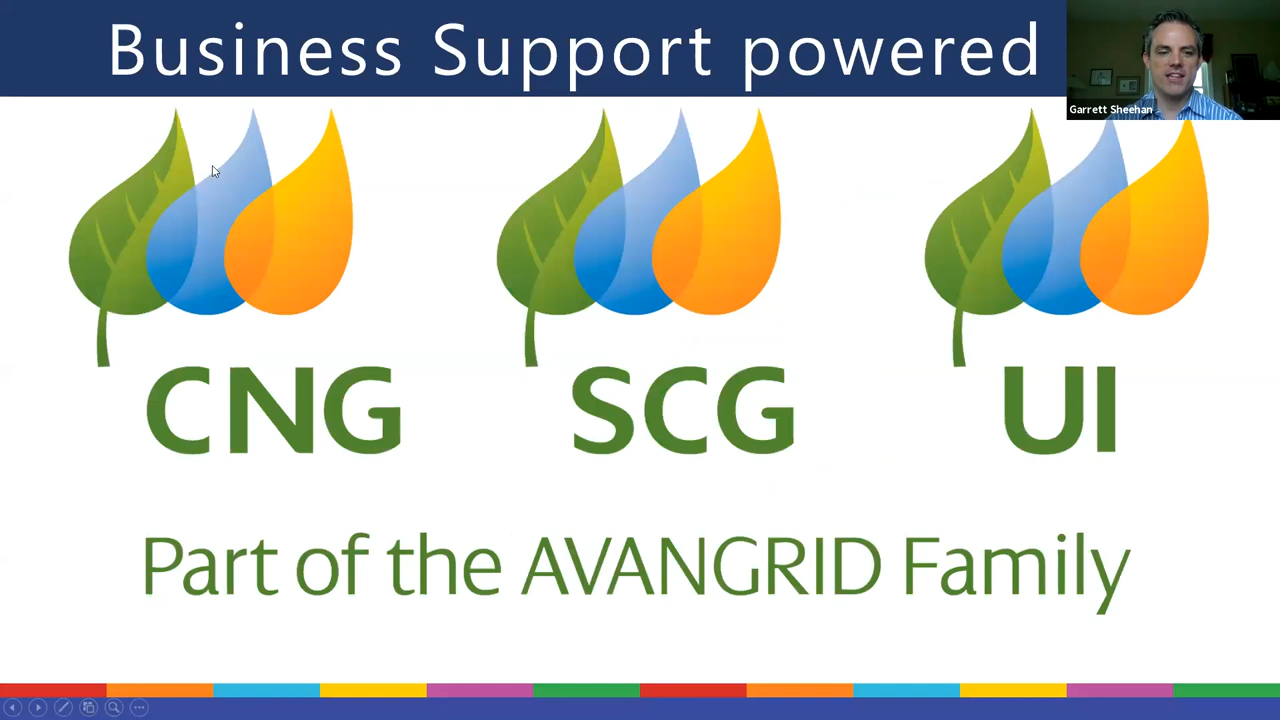 Business Support powered
Garrett Sheehan
CNG
SCG
UI
Part of the AVANGRID Family